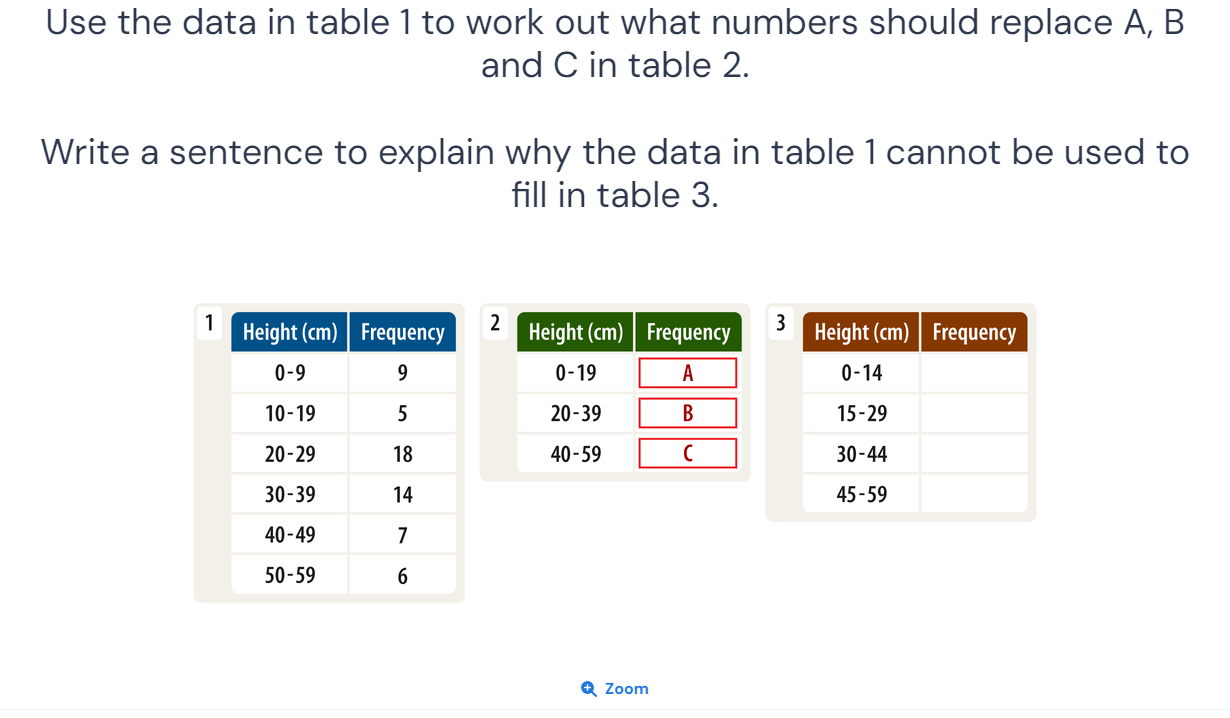 Use the data in table 1 to work out what numbers should replace A, B
and C in table 2.
Write a sentence to explain why the data in table 1 cannot be used to
fill in table 3.
1
Height (cm) Frequency
0-9 9
10-19 5
20-29 18
30-39 14
40-49 7
50-59 6
2
Height (cm) Frequency
0-19 A
20-39 B
40-59 C
3
Height (cm) Frequency
0-14
15-29
30-44
45-59
Zoom